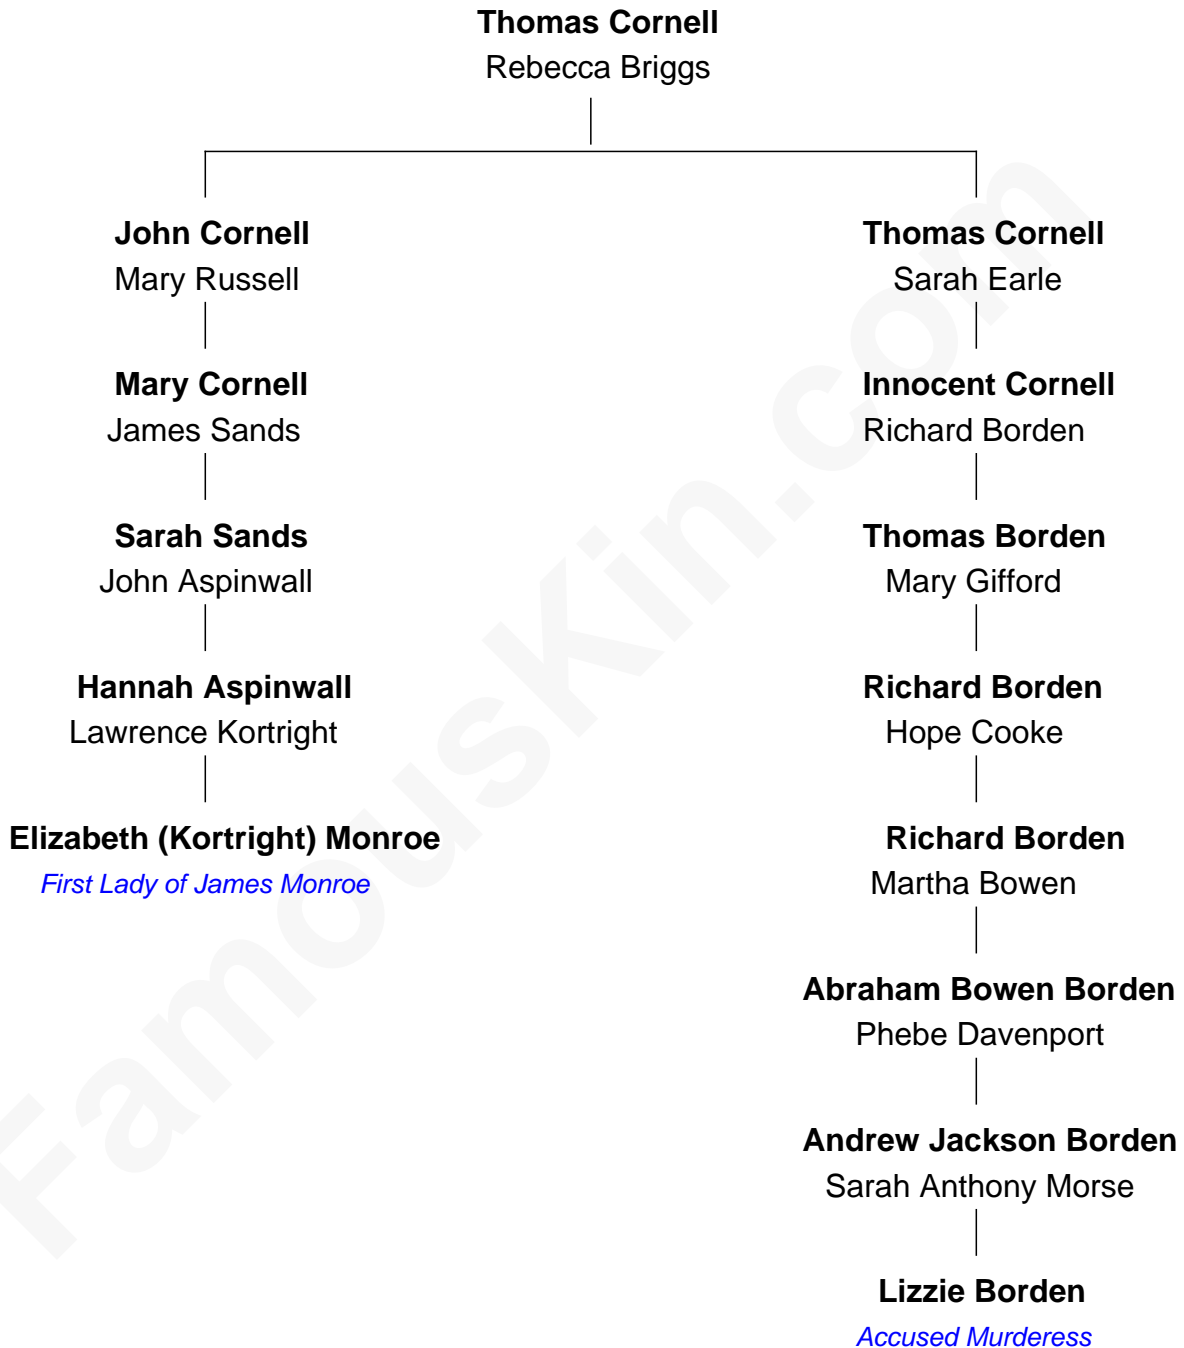 Thomas Cornell
Rebecca Briggs
John Cornell
Mary Russell
Mary Cornell
James Sands
Sarah Sands
John Aspinwall
Hannah Aspinwall
Lawrence Kortright
Elizabeth (Kortright) Monroe
First Lady of James Monroe
Thomas Cornell
Sarah Earle
Innocent Cornell
Richard Borden
Thomas Borden
Mary Gifford
Richard Borden
Hope Cooke
Richard Borden
Martha Bowen
Abraham Bowen Borden
Phebe Davenport
Andrew Jackson Borden
Sarah Anthony Morse
Lizzie Borden
Accused Murderess
FamousKin.com